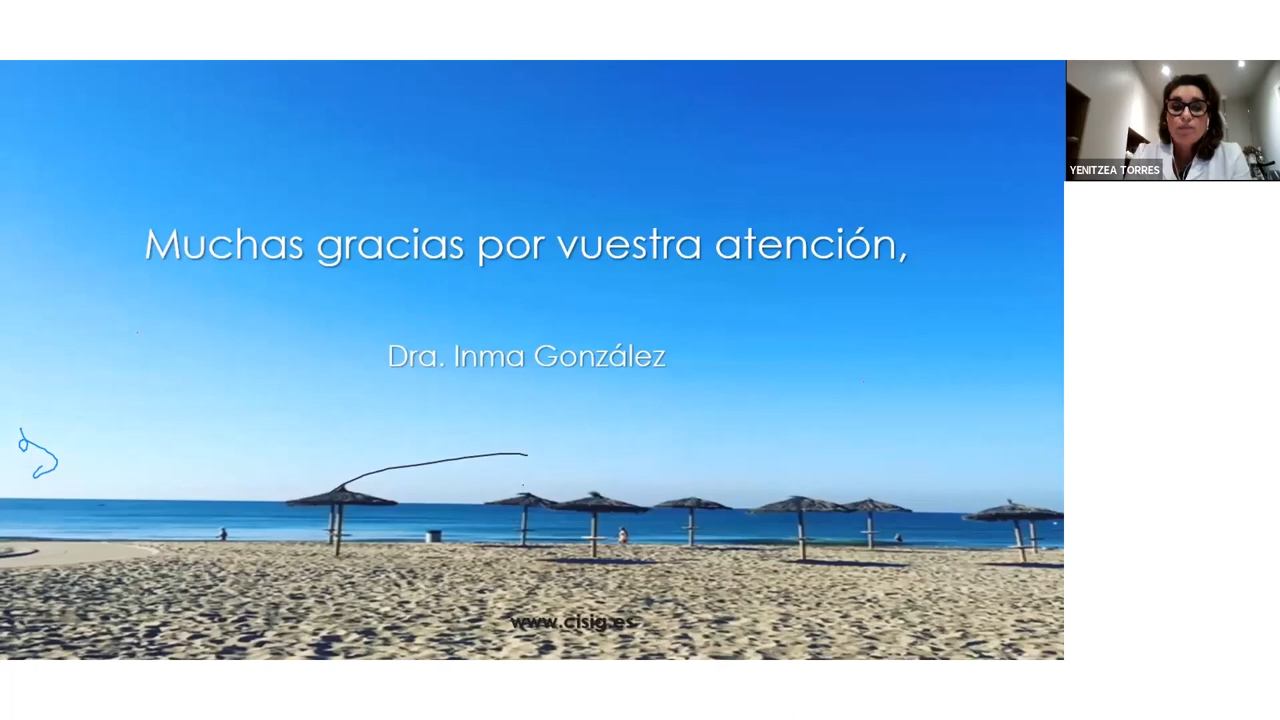 Muchas gracias por vuestra atención,
Dra. Inma González
www.cisig.es
YENITZEA TORRES